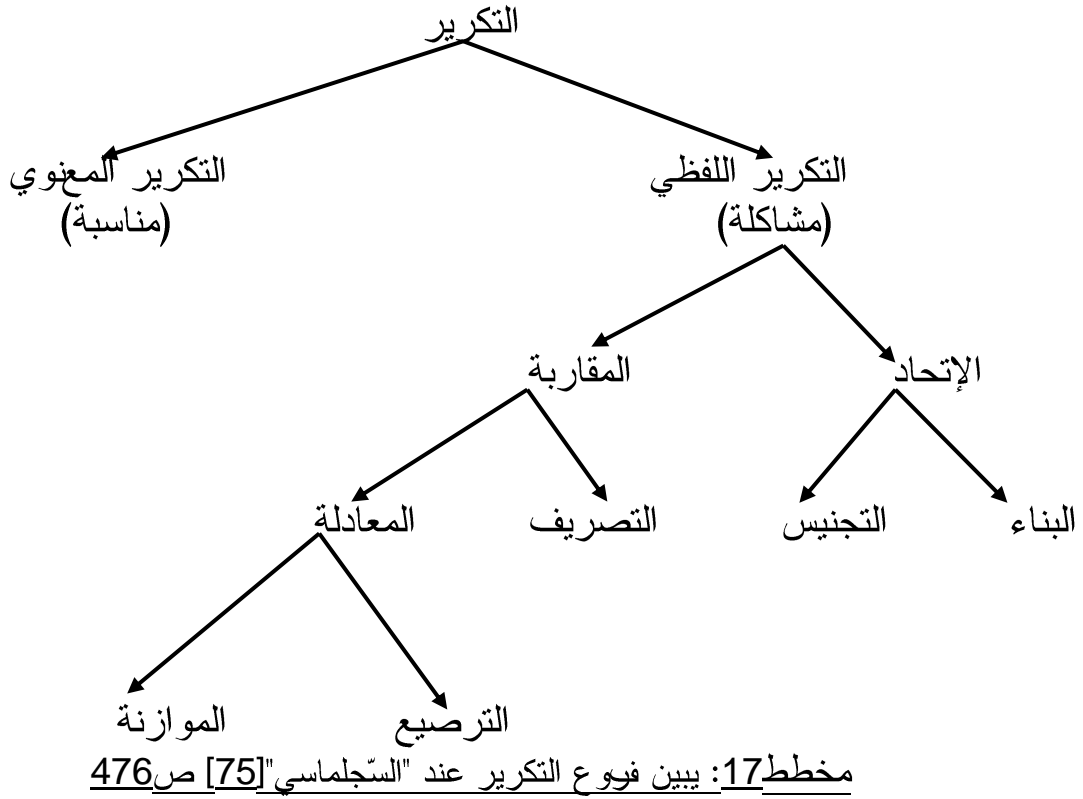 التكرير
التكرير اللفظي
(مشاكلة)
التكرير المعنوي
(مناسبة)
الإتحاد
المقاربة
البناء
التجنيس
التصريف
المعادلة
الترصيع
الموازنة
مخطط17: يبين فروع التكرير عند "السّجلماسي"[75] ص476